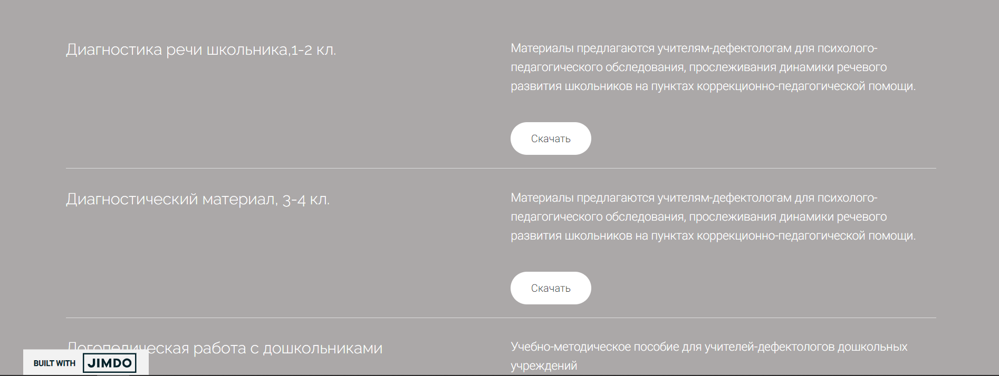 Диагностика речи школьника,1-2 кл.
Материалы предлагаются учителям-дефектологам для психолого-
педагогического обследования, прослеживания динамики речевого
развития школьников на пунктах коррекционно-педагогической помощи.
Скачать
Диагностический материал, 3-4 кл.
Материалы предлагаются учителям-дефектологам для психолого-
педагогического обследования, прослеживания динамики речевого
развития школьников на пунктах коррекционно-педагогической помощи.
Скачать
Логопедическая работа с дошкольниками
Учебно-методическое пособие для учителей-дефектологов дошкольных
учреждений
BUILT WITH JIMDO